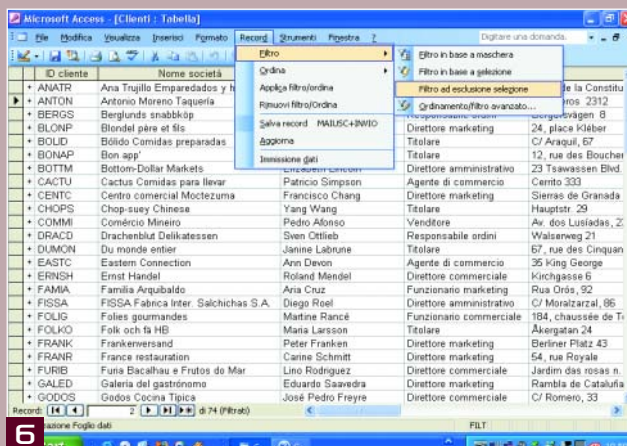 Microsoft Access - [Clienti : Tabella]
File Modifica Visualizza Inserisci Formato Record Strumenti Finestra ? Digitare una domanda.
Filtro
Ordina
Applica filtro/ordina
Rimuovi filtro/Ordina
Salva record MAIUSC+INVIO
Aggiorna
Immissione dati
Filtro in base a maschera
Filtro in base a selezione
Filtro ad esclusione selezione
Ordinamento/filtro avanzato...
ID cliente Nome società
+ ANATR Ana Trujillo Emparedados y h de la Constitu
+ ANTON Antonio Moreno Taquería ros 2312
+ BERGS Berglunds snabbköp Responsabile ordini Berguvsvägen 8
+ BLONP Blondel père et fils Direttore marketing 24, place Kléber
+ BOLID Bólido Comidas preparadas Titolare C/ Araquil, 67
+ BONAP Bon app' Titolare 12, rue des Boucher
+ BOTTM Bottom-Dollar Markets Elizabeth Lincoln Direttore amministrativo 23 Tsawassen Blvd.
+ CACTU Cactus Comidas para llevar Patricio Simpson Agente di commercio Cerrito 333
+ CENTC Centro comercial Moctezuma Francisco Chang Direttore marketing Sierras de Granada
+ CHOPS Chop-suey Chinese Yang Wang Titolare Hauptstr. 29
+ COMMI Comércio Mineiro Pedro Afonso Venditore Av. dos Lusíadas, 2
+ DRACD Drachenblut Delikatessen Sven Ottlieb Responsabile ordini Walserweg 21
+ DUMON Du monde entier Janine Labrune Titolare 67, rue des Cinquan
+ EASTC Eastern Connection Ann Devon Agente di commercio 35 King George
+ ERNSH Ernst Handel Roland Mendel Direttore commerciale Kirchgasse 6
+ FAMIA Familia Arquibaldo Aria Cruz Funzionario marketing Rua Orós, 92
+ FISSA FISSA Fabrica Inter. Salchichas S.A. Diego Roel Direttore amministrativo C/ Moralzarzal, 86
+ FOLIG Folies gourmandes Martine Rancé Funzionario commerciale 184, chaussée de T
+ FOLKO Folk och fä HB Maria Larsson Titolare Åkergatan 24
+ FRANK Frankenversand Peter Franken Direttore marketing Berliner Platz 43
+ FRANR France restauration Carine Schmitt Direttore marketing 54, rue Royale
+ FURIB Furia Bacalhau e Frutos do Mar Lino Rodriguez Direttore commerciale Jardim das rosas n.
+ GALED Galería del gastrónomo Eduardo Saavedra Direttore marketing Rambla de Cataluña
+ GODOS Godos Cocina Típica José Pedro Freyre Direttore commerciale C/ Romero, 33
Record: 2 di 74 (Filtrati)
azione Foglio dati FILT
6